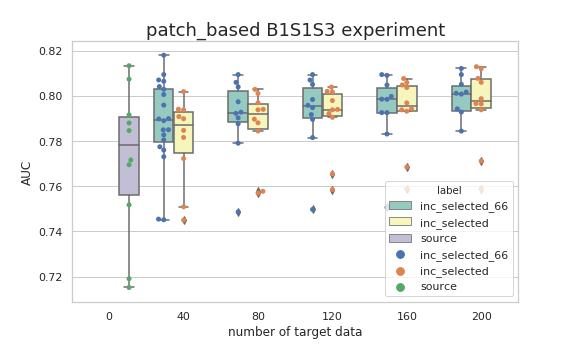 patch_based B1S1S3 experiment
0.82
0.80
0.78
0.76
0.74
0.72
AUC
0
40
80
120
160
200
number of target data
label
inc_selected_66
inc_selected
source
inc_selected_66
inc_selected
source